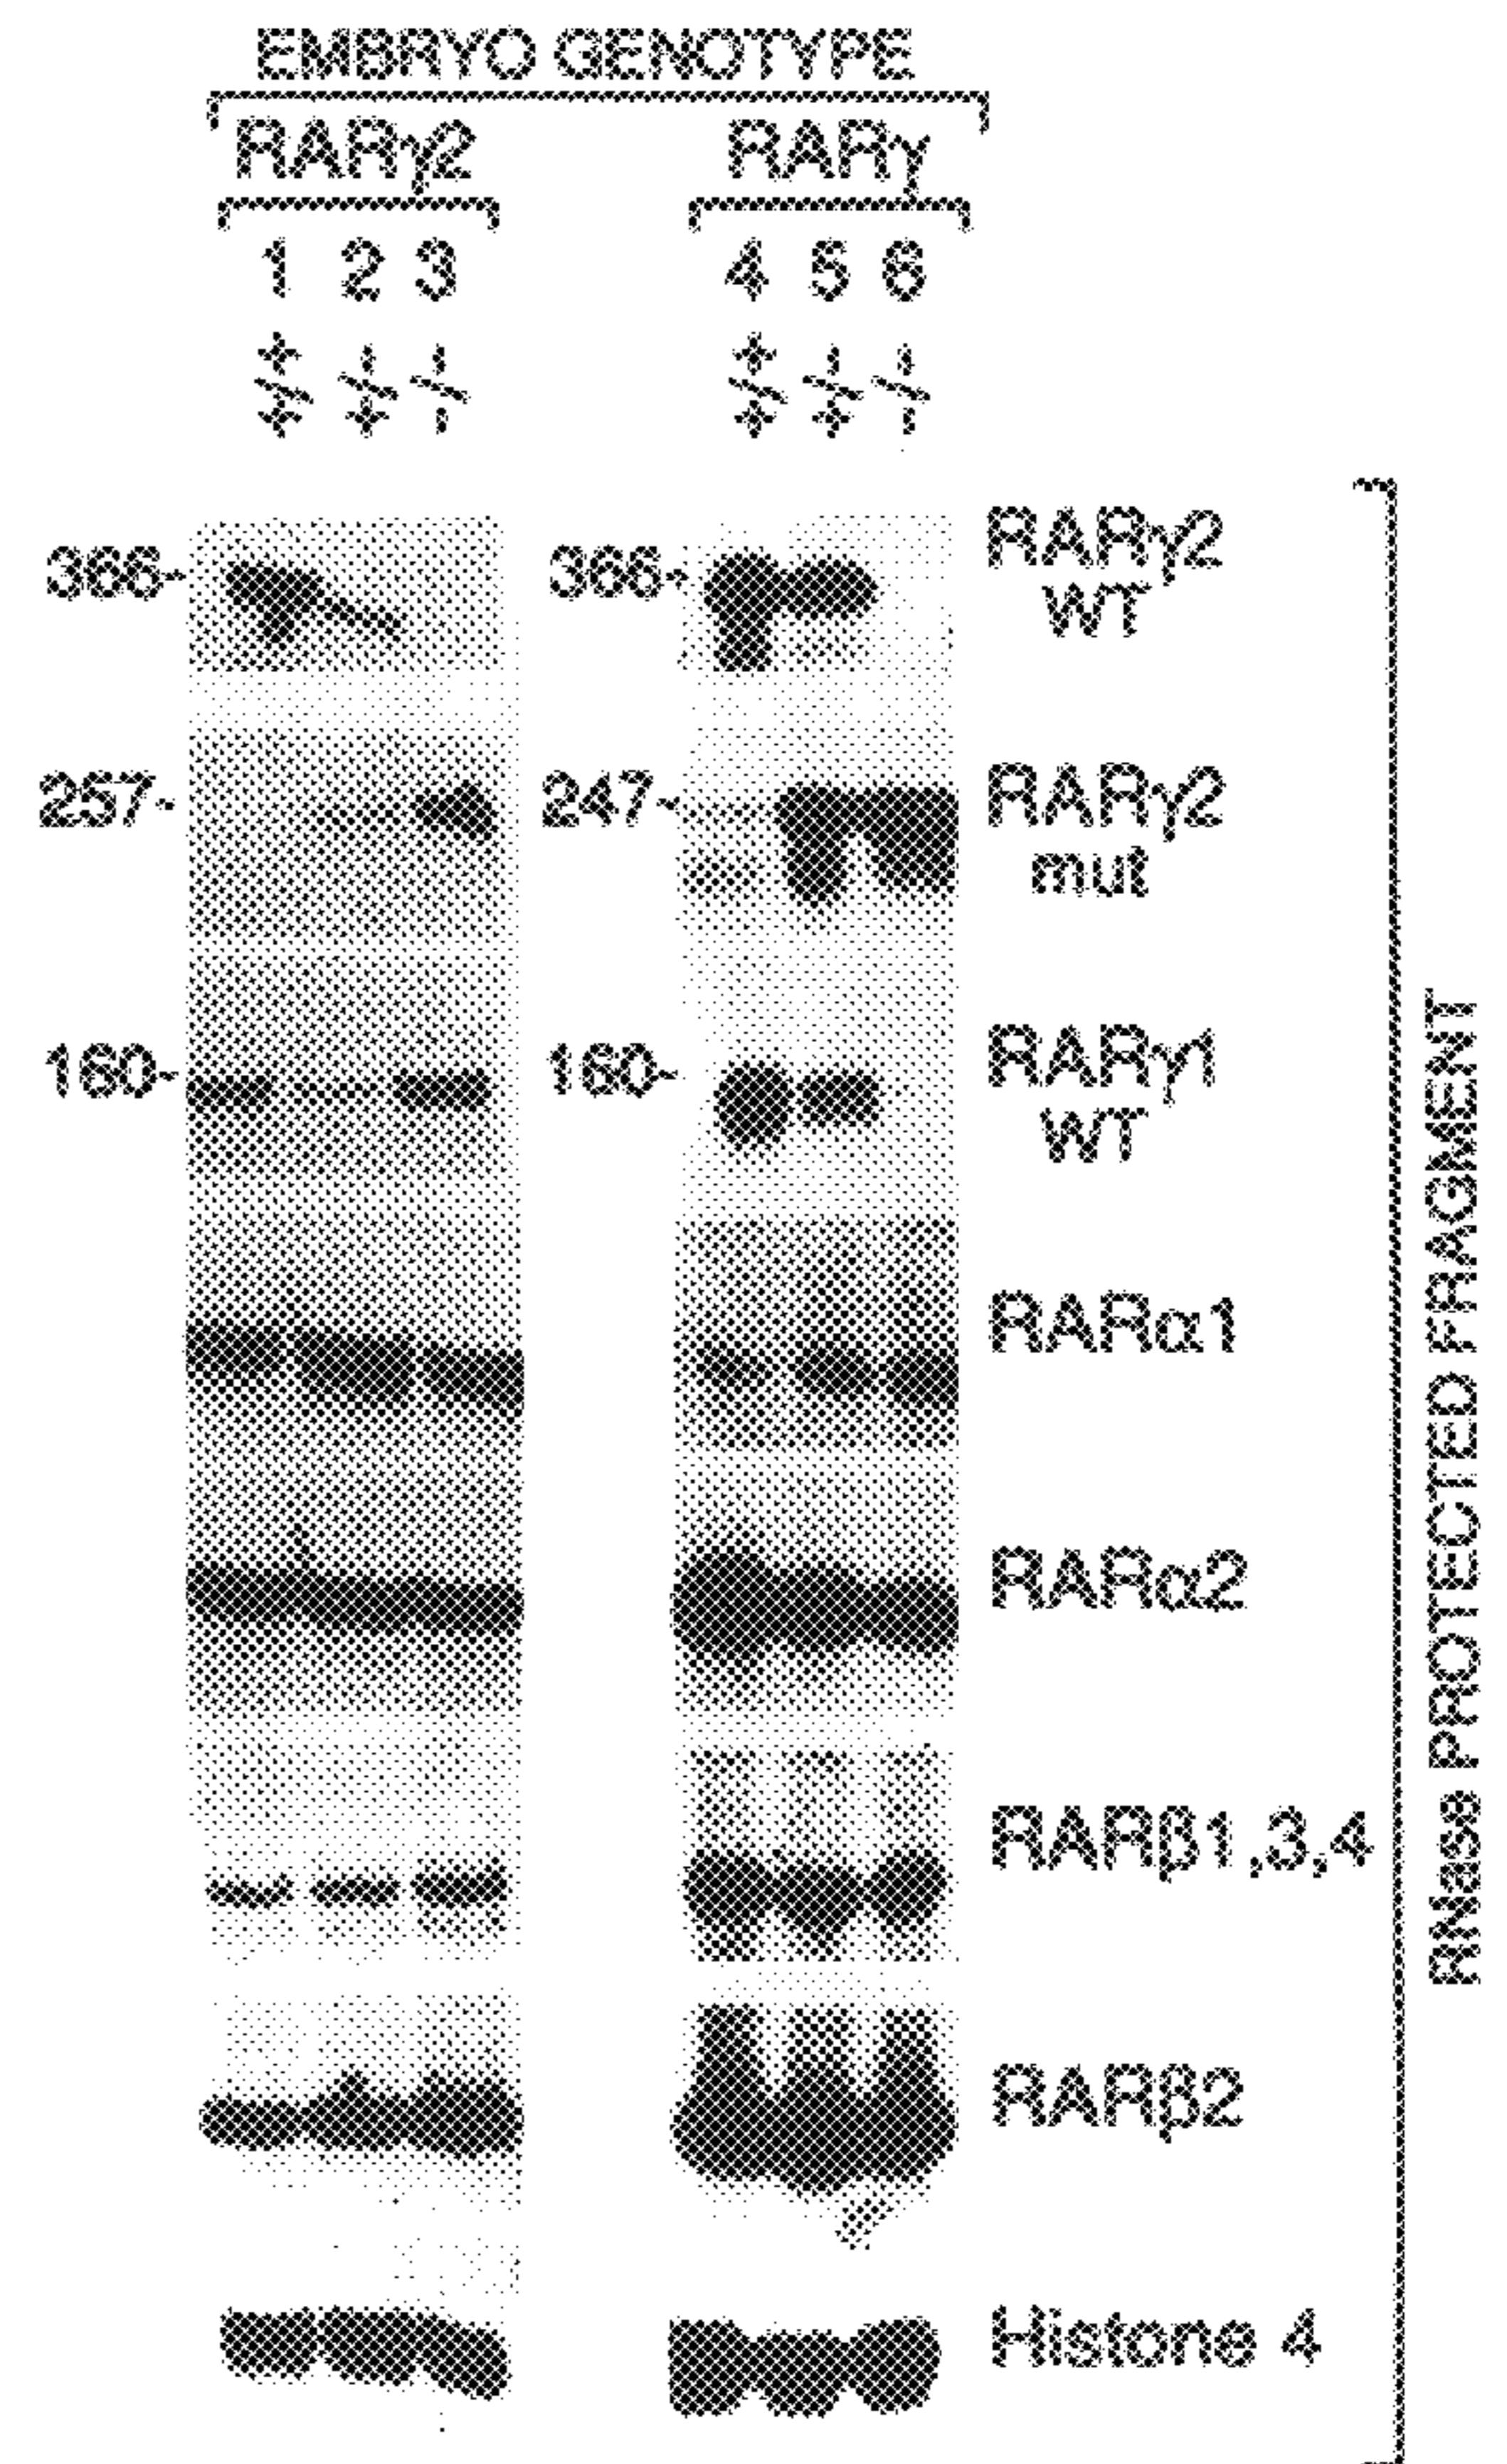 EMBRYO GENOTYPE
RARγ2 RARγ
1 2 3 4 5 6
+/+ +/- -/- +/+ +/- -/-
366- 366- RARγ2
WT
257- 247- RARγ2
mut
160- 160- RARγ1
WT
RARα1
RARα2
RARβ1,3,4
RARβ2
Histone 4
RNase PROTECTED FRAGMENT